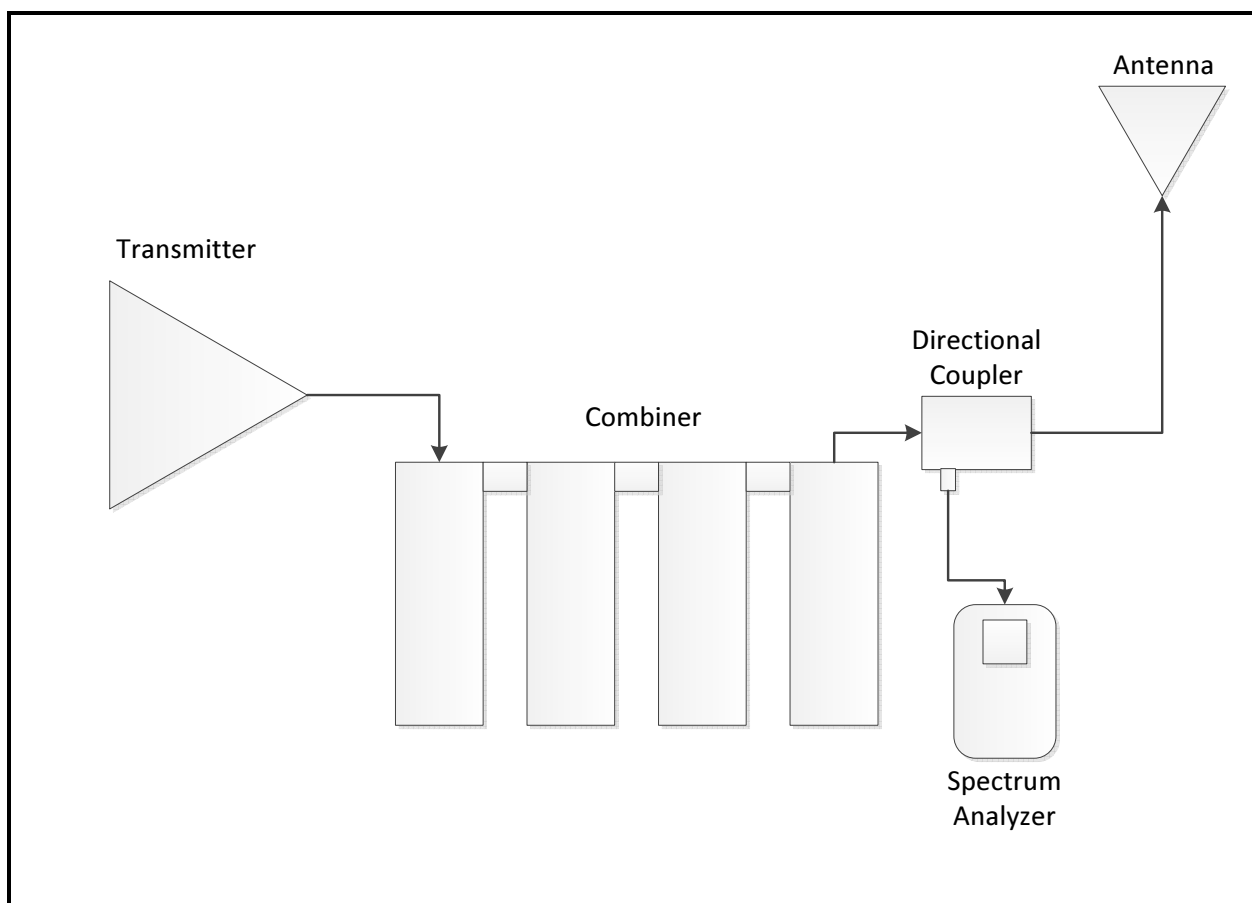 Antenna
Transmitter
Directional
Coupler
Combiner
Spectrum
Analyzer